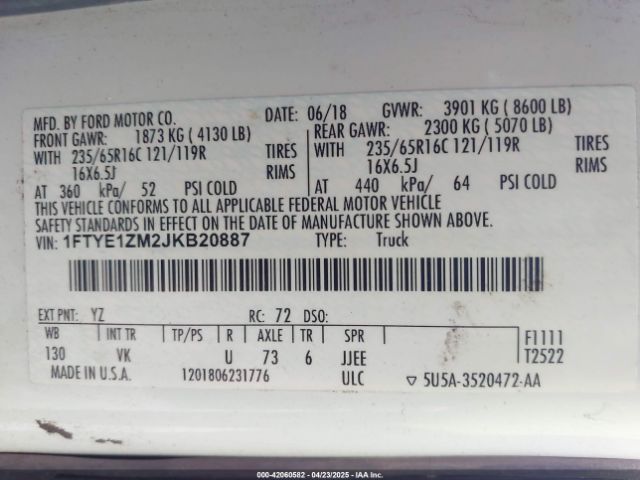 MFD. BY FORD MOTOR CO. DATE: 06/18 GVWR: 3901 KG ( 8600 LB)
FRONT GAWR: 1873 KG ( 4130 LB) REAR GAWR: 2300 KG ( 5070 LB)
WITH 235/65R16C 121/119R TIRES WITH 235/65R16C 121/119R TIRES
16X6.5J RIMS 16X6.5J RIMS
AT 360 kPa/ 52 PSI COLD AT 440 kPa/ 64 PSI COLD
THIS VEHICLE CONFORMS TO ALL APPLICABLE FEDERAL MOTOR VEHICLE
SAFETY STANDARDS IN EFFECT ON THE DATE OF MANUFACTURE SHOWN ABOVE.
VIN: 1FTYE1ZM2JKB20887 TYPE: Truck
EXT PNT: YZ RC: 72 DSO:
WB INT TR TP/PS R AXLE TR SPR F1111
130 VK U 73 6 JJEE T2522
MADE IN U.S.A. 1201806231776 ULC ▽ 5U5A-3520472-AA
000-42060582 - 04/23/2025 - IAA Inc.